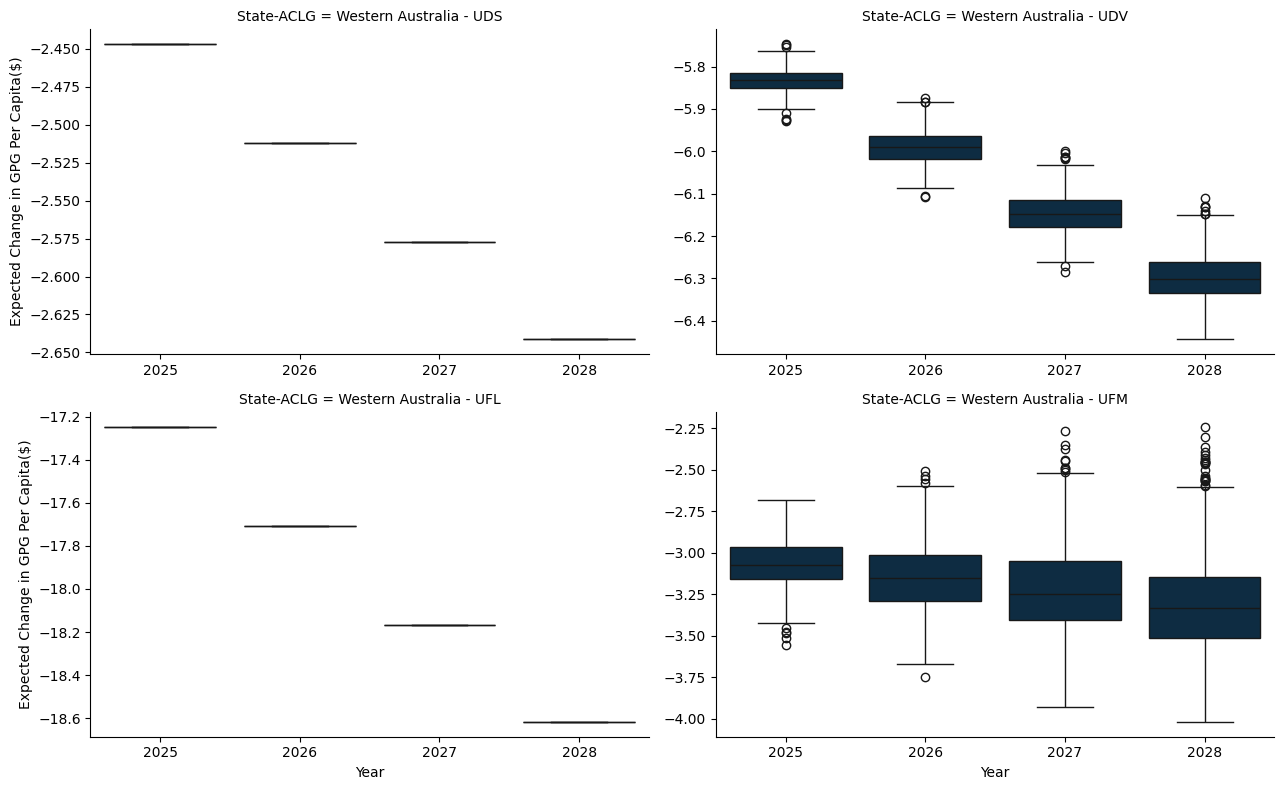 State-ACLG = Western Australia - UDS
Expected Change in GPG Per Capita($)
−2.450
−2.475
−2.500
−2.525
−2.550
−2.575
−2.600
−2.625
−2.650
2025 2026 2027 2028
State-ACLG = Western Australia - UDV
−5.8
−5.9
−6.0
−6.1
−6.2
−6.3
−6.4
2025 2026 2027 2028
State-ACLG = Western Australia - UFL
Expected Change in GPG Per Capita($)
−17.2
−17.4
−17.6
−17.8
−18.0
−18.2
−18.4
−18.6
2025 2026 2027 2028
Year
State-ACLG = Western Australia - UFM
−2.25
−2.50
−2.75
−3.00
−3.25
−3.50
−3.75
−4.00
2025 2026 2027 2028
Year